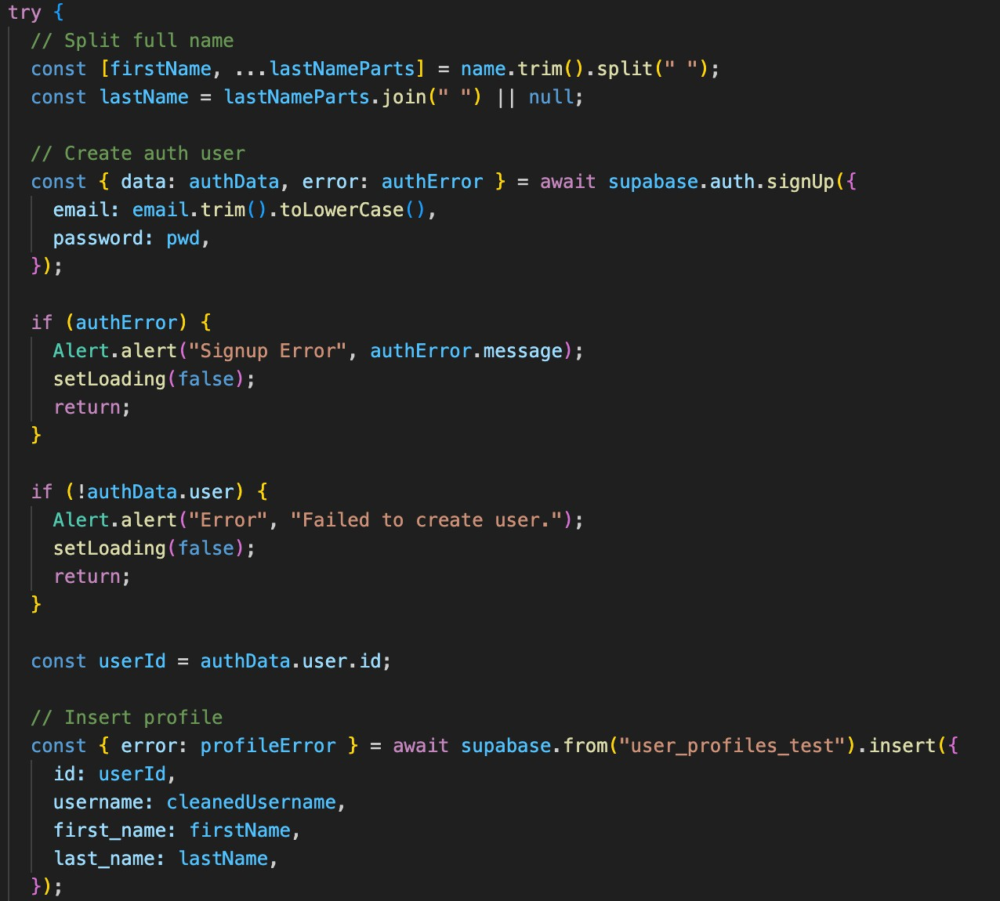 try {
// Split full name
const [firstName, ...lastNameParts] = name.trim().split(" ");
const lastName = lastNameParts.join(" ") || null;
// Create auth user
const { data: authData, error: authError } = await supabase.auth.signUp({
email: email.trim().toLowerCase(),
password: pwd,
});
if (authError) {
Alert.alert("Signup Error", authError.message);
setLoading(false);
return;
}
if (!authData.user) {
Alert.alert("Error", "Failed to create user.");
setLoading(false);
return;
}
const userId = authData.user.id;
// Insert profile
const { error: profileError } = await supabase.from("user_profiles_test").insert({
id: userId,
username: cleanedUsername,
first_name: firstName,
last_name: lastName,
});